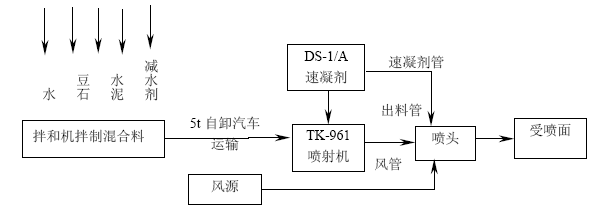 水
豆石
水泥
减水剂
DS-1/A
速凝剂
速凝剂管
5t 自卸汽车
运输
出料管
拌和机拌制混合料
TK-961
喷射机
风管
喷头
受喷面
风源